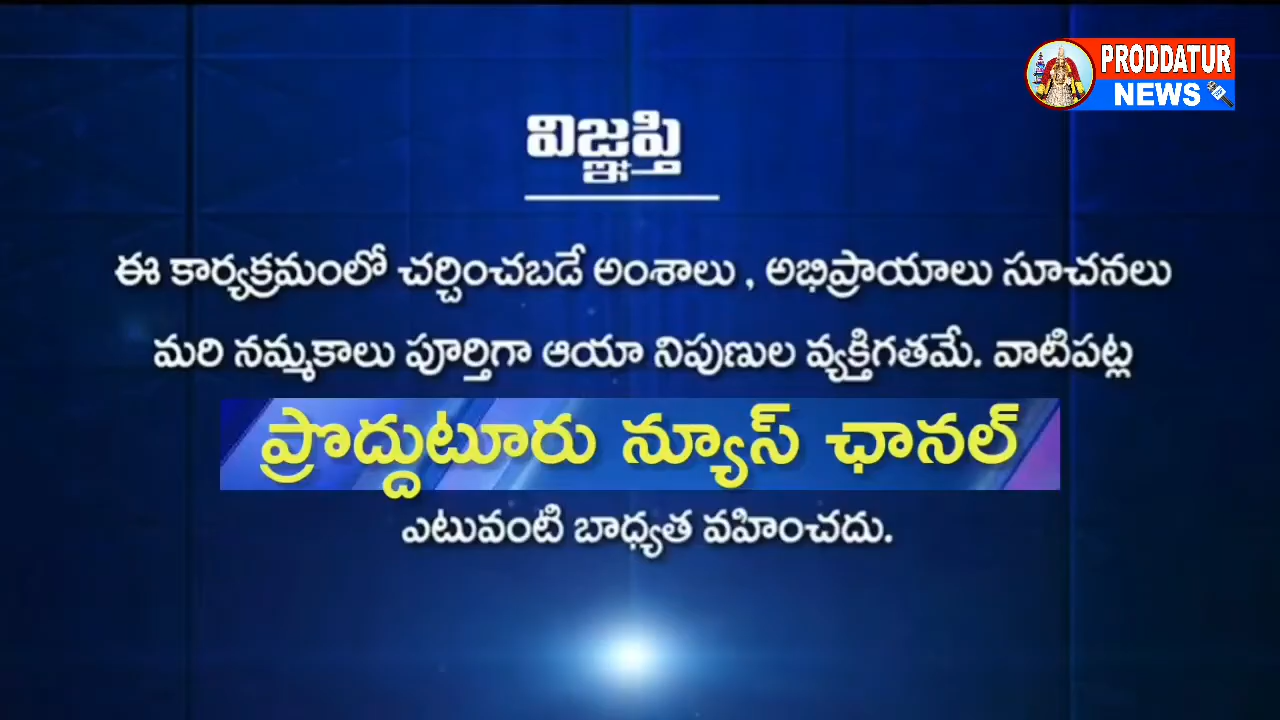 PRODDATUR
NEWS
విజ్ఞప్తి
ఈ కార్యక్రమంలో చర్చించబడే అంశాలు , అభిప్రాయాలు సూచనలు
మరి నమ్మకాలు పూర్తిగా ఆయా నిపుణుల వ్యక్తిగతమే. వాటిపట్ల
ప్రొద్దుటూరు న్యూస్ ఛానల్
ఎటువంటి బాధ్యత వహించదు.